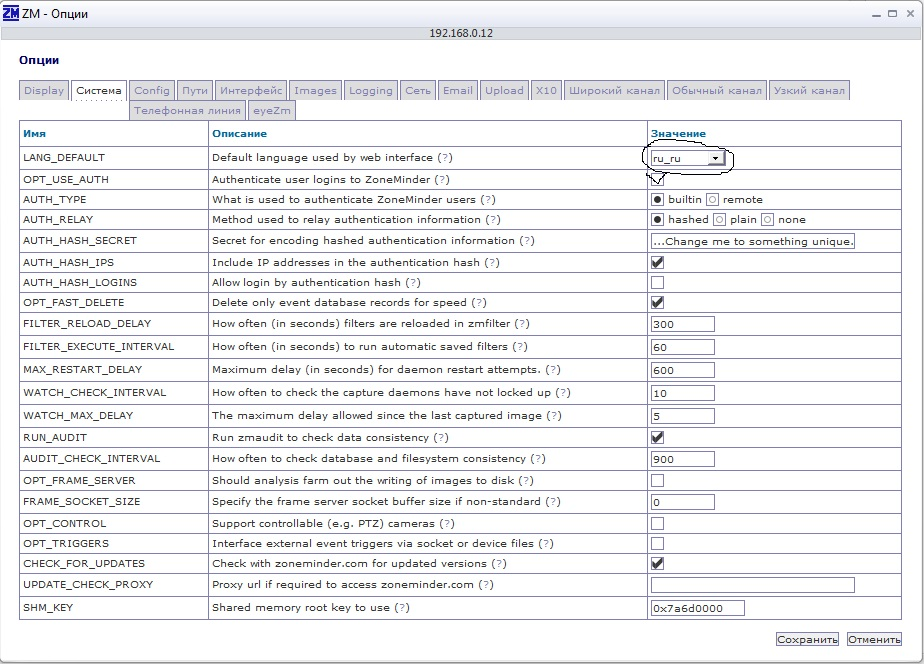 ZM ZM - Опции
192.168.0.12
Опции
Display Система Config Пути Интерфейс Images Logging Сеть Email Upload X10 Широкий канал Обычный канал Узкий канал
Телефонная линия eyeZm
Имя Описание Значение
LANG_DEFAULT Default language used by web interface (?) ru_ru
OPT_USE_AUTH Authenticate user logins to ZoneMinder (?)
AUTH_TYPE What is used to authenticate ZoneMinder users (?) builtin remote
AUTH_RELAY Method used to relay authentication information (?) hashed plain none
AUTH_HASH_SECRET Secret for encoding hashed authentication information (?) ...Change me to something unique.
AUTH_HASH_IPS Include IP addresses in the authentication hash (?)
AUTH_HASH_LOGINS Allow login by authentication hash (?)
OPT_FAST_DELETE Delete only event database records for speed (?)
FILTER_RELOAD_DELAY How often (in seconds) filters are reloaded in zmfilter (?) 300
FILTER_EXECUTE_INTERVAL How often (in seconds) to run automatic saved filters (?) 60
MAX_RESTART_DELAY Maximum delay (in seconds) for daemon restart attempts. (?) 600
WATCH_CHECK_INTERVAL How often to check the capture daemons have not locked up (?) 10
WATCH_MAX_DELAY The maximum delay allowed since the last captured image (?) 5
RUN_AUDIT Run zmaudit to check data consistency (?)
AUDIT_CHECK_INTERVAL How often to check database and filesystem consistency (?) 900
OPT_FRAME_SERVER Should analysis farm out the writing of images to disk (?)
FRAME_SOCKET_SIZE Specify the frame server socket buffer size if non-standard (?) 0
OPT_CONTROL Support controllable (e.g. PTZ) cameras (?)
OPT_TRIGGERS Interface external event triggers via socket or device files (?)
CHECK_FOR_UPDATES Check with zoneminder.com for updated versions (?)
UPDATE_CHECK_PROXY Proxy url if required to access zoneminder.com (?)
SHM_KEY Shared memory root key to use (?) 0x7a6d0000
Сохранить Отменить